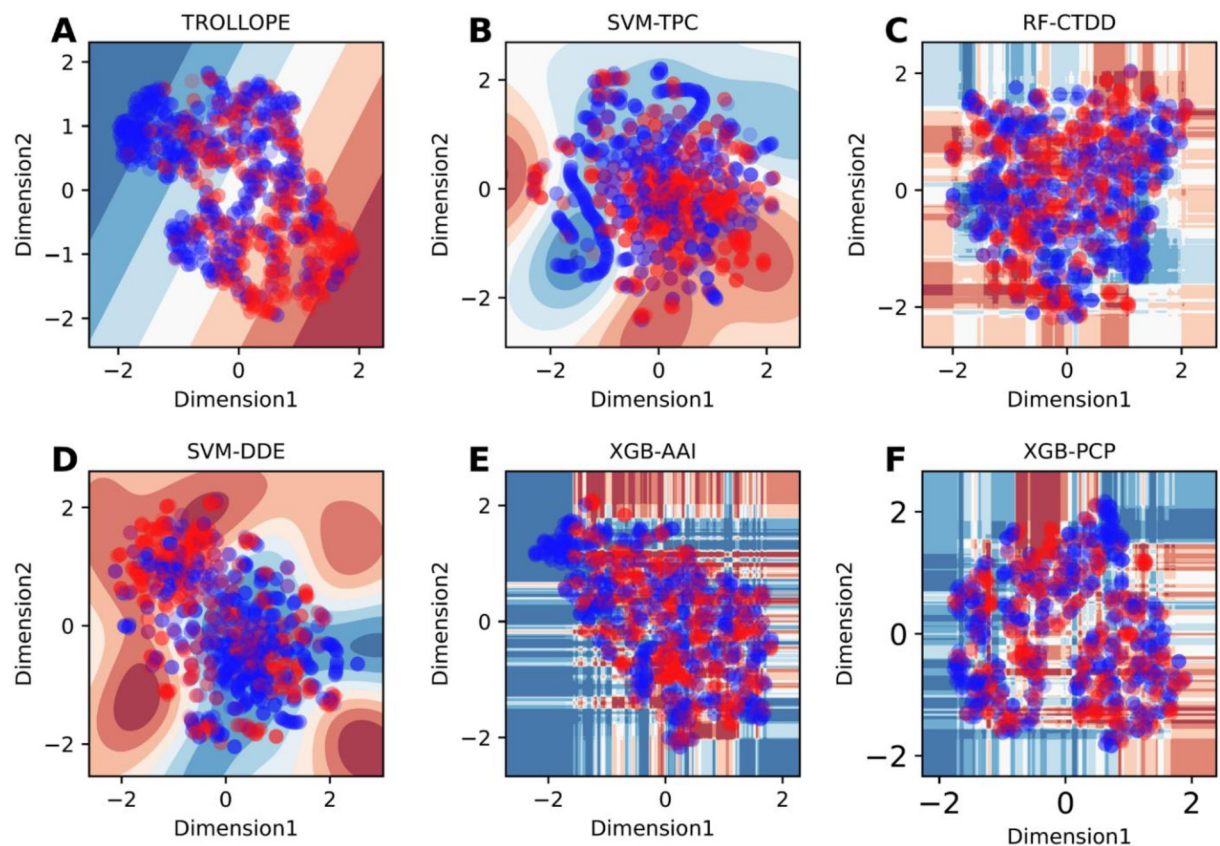 A TROLLOPE
B SVM-TPC
C RF-CTDD
2
1
0
−1
−2
Dimension2
−2 0 2
Dimension1
2
0
−2
Dimension2
−2 0 2
Dimension1
2
0
−2
Dimension2
−2 0 2
Dimension1
D SVM-DDE
E XGB-AAI
F XGB-PCP
2
0
−2
Dimension2
−2 0 2
Dimension1
2
0
−2
Dimension2
−2 0 2
Dimension1
2
0
−2
Dimension2
−2 0 2
Dimension1